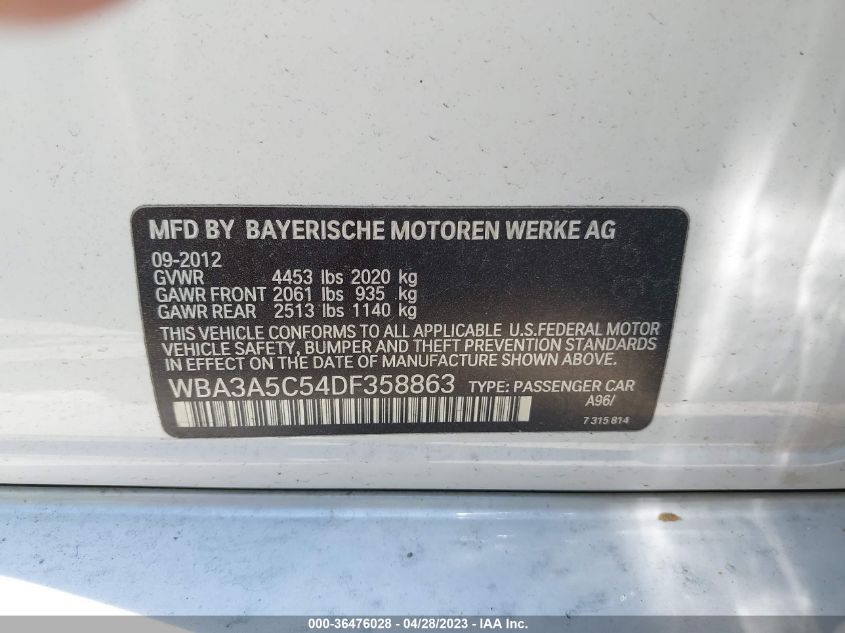 MFD BY BAYERISCHE MOTOREN WERKE AG
09-2012
GVWR 4453 lbs 2020 kg
GAWR FRONT 2061 lbs 935 kg
GAWR REAR 2513 lbs 1140 kg
THIS VEHICLE CONFORMS TO ALL APPLICABLE U.S.FEDERAL MOTOR
VEHICLE SAFETY, BUMPER AND THEFT PREVENTION STANDARDS
IN EFFECT ON THE DATE OF MANUFACTURE SHOWN ABOVE.
WBA3A5C54DF358863 TYPE: PASSENGER CAR
A96/
7 315 814
000-36476028 - 04/28/2023 - © IAA, Inc.